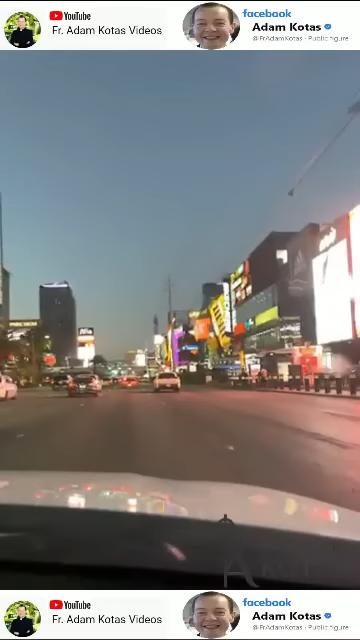 YouTube
Fr. Adam Kotas Videos
facebook
Adam Kotas
@FrAdamKotas · Public figure
YouTube
Fr. Adam Kotas Videos
facebook
Adam Kotas
@FrAdamKotas · Public figure